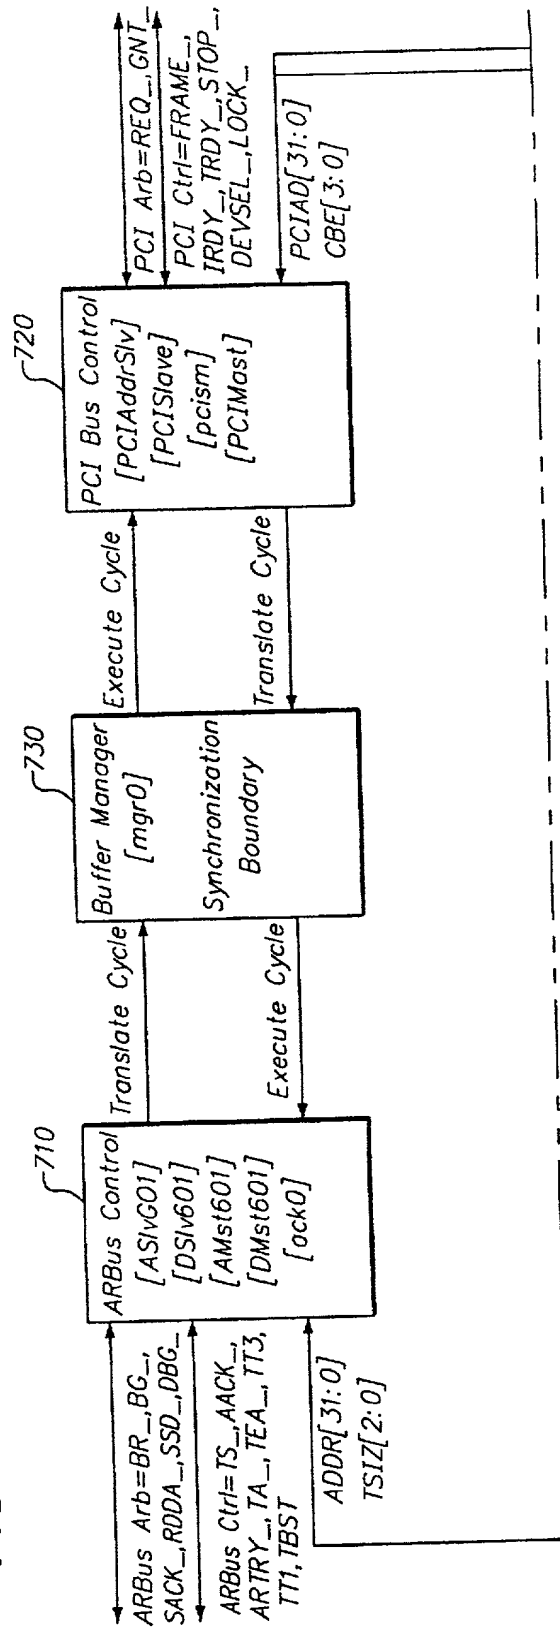 ARBus Arb=BR_,BG_,
SACK_,RDDA_,SSD_,DBG_
ARBus Ctrl=TS_,AACK_,
ARTRY_,TA_,TEA_,TT3,
TT1,TBST
ADDR[31:0]
TSIZ[2:0]
710
ARBus Control
[ASlvG01]
[DSlv601]
[AMst601]
[DMst601]
[ack0]
Translate Cycle
Execute Cycle
730
Buffer Manager
[mgr0]
Synchronization
Boundary
Execute Cycle
Translate Cycle
720
PCI Bus Control
[PCIAddrSlv]
[PCISlave]
[pcism]
[PCIMast]
PCI Arb=REQ_,GNT_
PCI Ctrl=FRAME_,
IRDY_,TRDY_,STOP_,
DEVSEL_,LOCK_
PCIAD[31:0]
CBE[3:0]